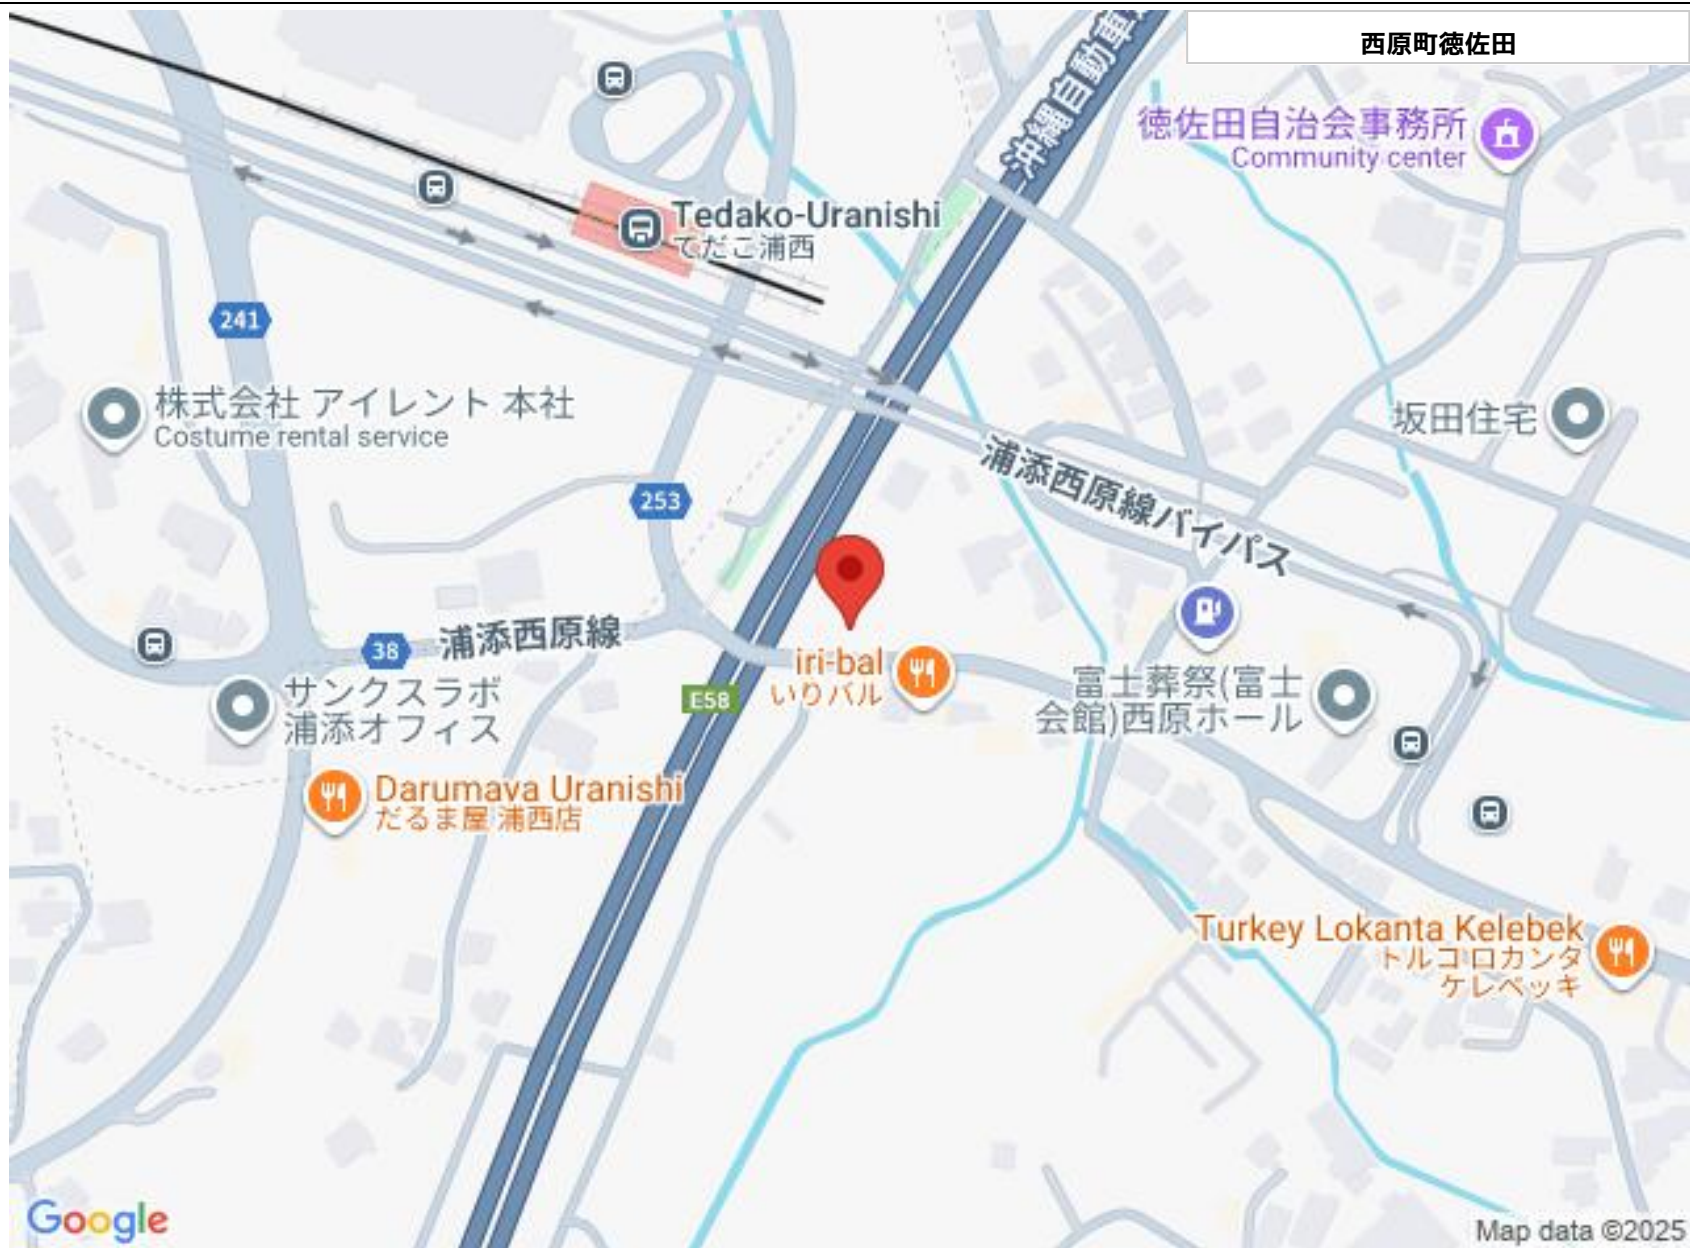 西原町徳佐田
沖縄自動車
徳佐田自治会事務所
Community center
Tedako-Uranishi
てだこ浦西
241
株式会社 アイレント 本社
Costume rental service
坂田住宅
253
浦添西原線バイパス
38
浦添西原線
iri-bal
いりバル
E58
サンクスラボ
浦添オフィス
富士葬祭(富士
会館)西原ホール
Darumaya Uranishi
だるま屋 浦西店
Turkey Lokanta Kelebek
トルコ ロカンタ
ケレベッキ
Google
Map data ©2025